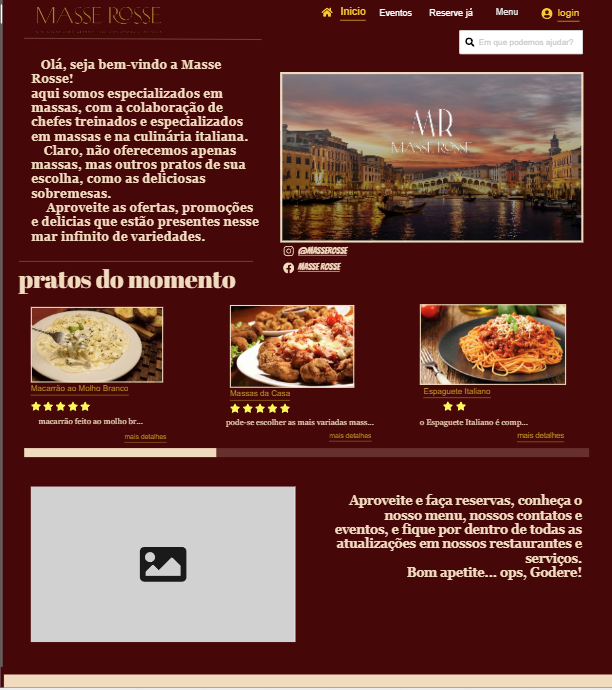 MASSE ROSSE
Inicio
Eventos
Reserve já
Menu
login
Em que podemos ajudar?
Olá, seja bem-vindo a Masse
Rosse!
aqui somos especializados em
massas, com a colaboração de
chefes treinados e especializados
em massas e na culinária italiana.
Claro, não oferecemos apenas
massas, mas outros pratos de sua
escolha, como as deliciosas
sobremesas.
Aproveite as ofertas, promoções
e delicias que estão presentes nesse
mar infinito de variedades.
MR
MASSE ROSSE
@MASSEROSSE
MASSE ROSSE
pratos do momento
Macarrão ao Molho Branco
macarrão feito ao molho br...
mais detalhes
Massas da Casa
pode-se escolher as mais variadas mass...
mais detalhes
Espaguete Italiano
o Espaguete Italiano é comp...
mais detalhes
Aproveite e faça reservas, conheça o
nosso menu, nossos contatos e
eventos, e fique por dentro de todas as
atualizações em nossos restaurantes e
serviços.
Bom apetite... ops, Godere!